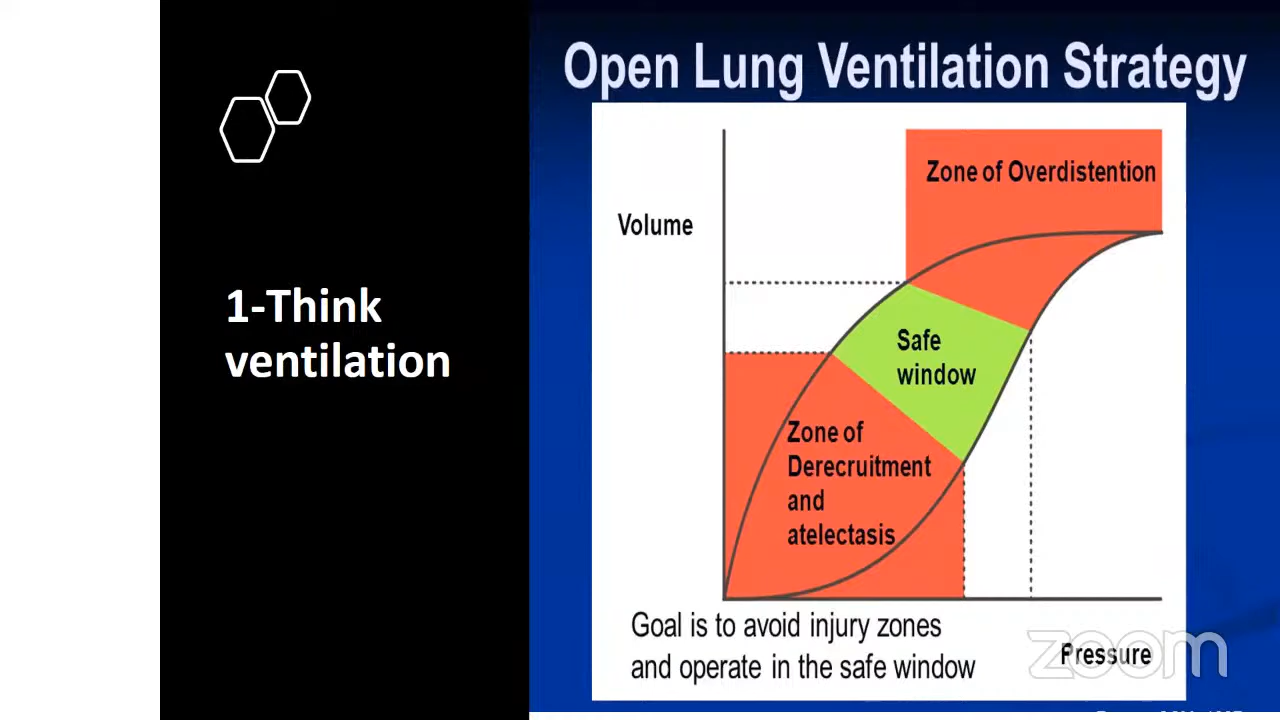 1-Think
ventilation
Open Lung Ventilation Strategy
Zone of Overdistention
Volume
Safe
window
Zone of
Derecruitment
and
atelectasis
Goal is to avoid injury zones
and operate in the safe window
Pressure
zoom